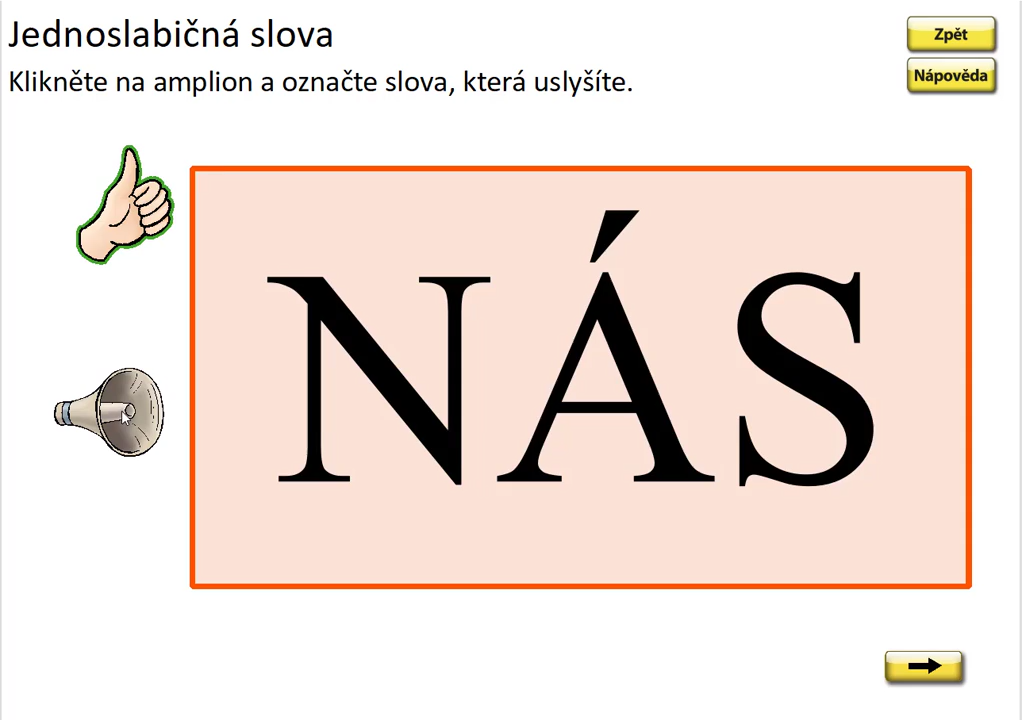 Jednoslabičná slova
Zpět
Klikněte na amplion a označte slova, která uslyšíte.
Nápověda
NÁS